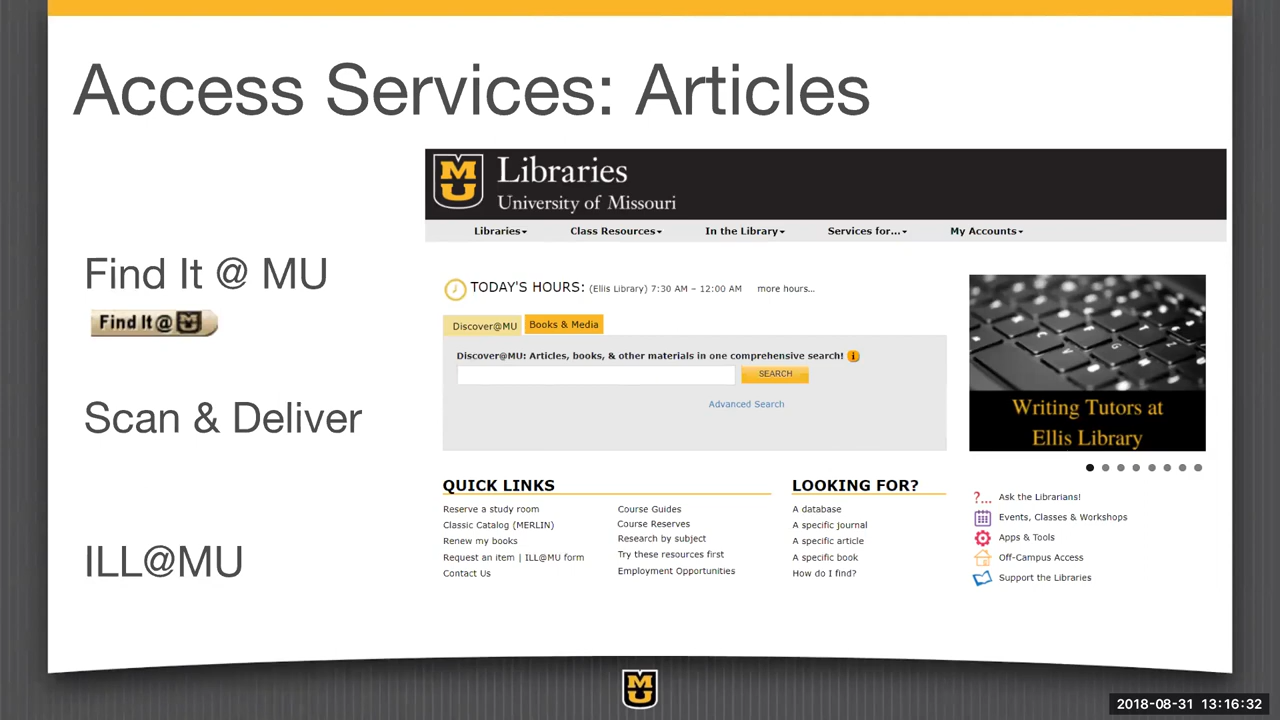 Access Services: Articles
Find It @ MU
Find It @ MU
Scan & Deliver
ILL@MU
MU
Libraries
University of Missouri
Libraries
Class Resources
In the Library
Services for...
My Accounts
TODAY'S HOURS: (Ellis Library) 7:30 AM – 12:00 AM more hours...
Discover@MU
Books & Media
Discover@MU: Articles, books, & other materials in one comprehensive search! i
SEARCH
Advanced Search
Writing Tutors at
Ellis Library
QUICK LINKS
Reserve a study room
Classic Catalog (MERLIN)
Renew my books
Request an item | ILL@MU form
Contact Us
Course Guides
Course Reserves
Research by subject
Try these resources first
Employment Opportunities
LOOKING FOR?
A database
A specific journal
A specific article
A specific book
How do I find?
?... Ask the Librarians!
Events, Classes & Workshops
Apps & Tools
Off-Campus Access
Support the Libraries
MU
2018-08-31 13:16:32